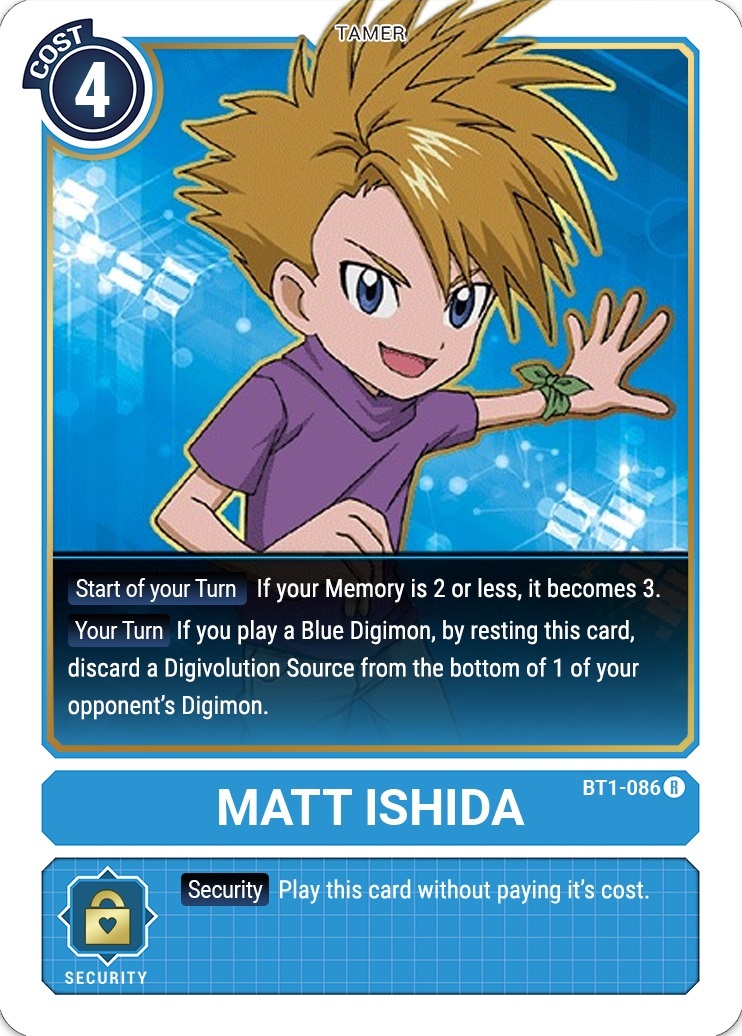 TAMER
COST
4
Start of your Turn If your Memory is 2 or less, it becomes 3.
Your Turn If you play a Blue Digimon, by resting this card,
discard a Digivolution Source from the bottom of 1 of your
opponent's Digimon.
BT1-086 R
MATT ISHIDA
Security Play this card without paying it's cost.
SECURITY